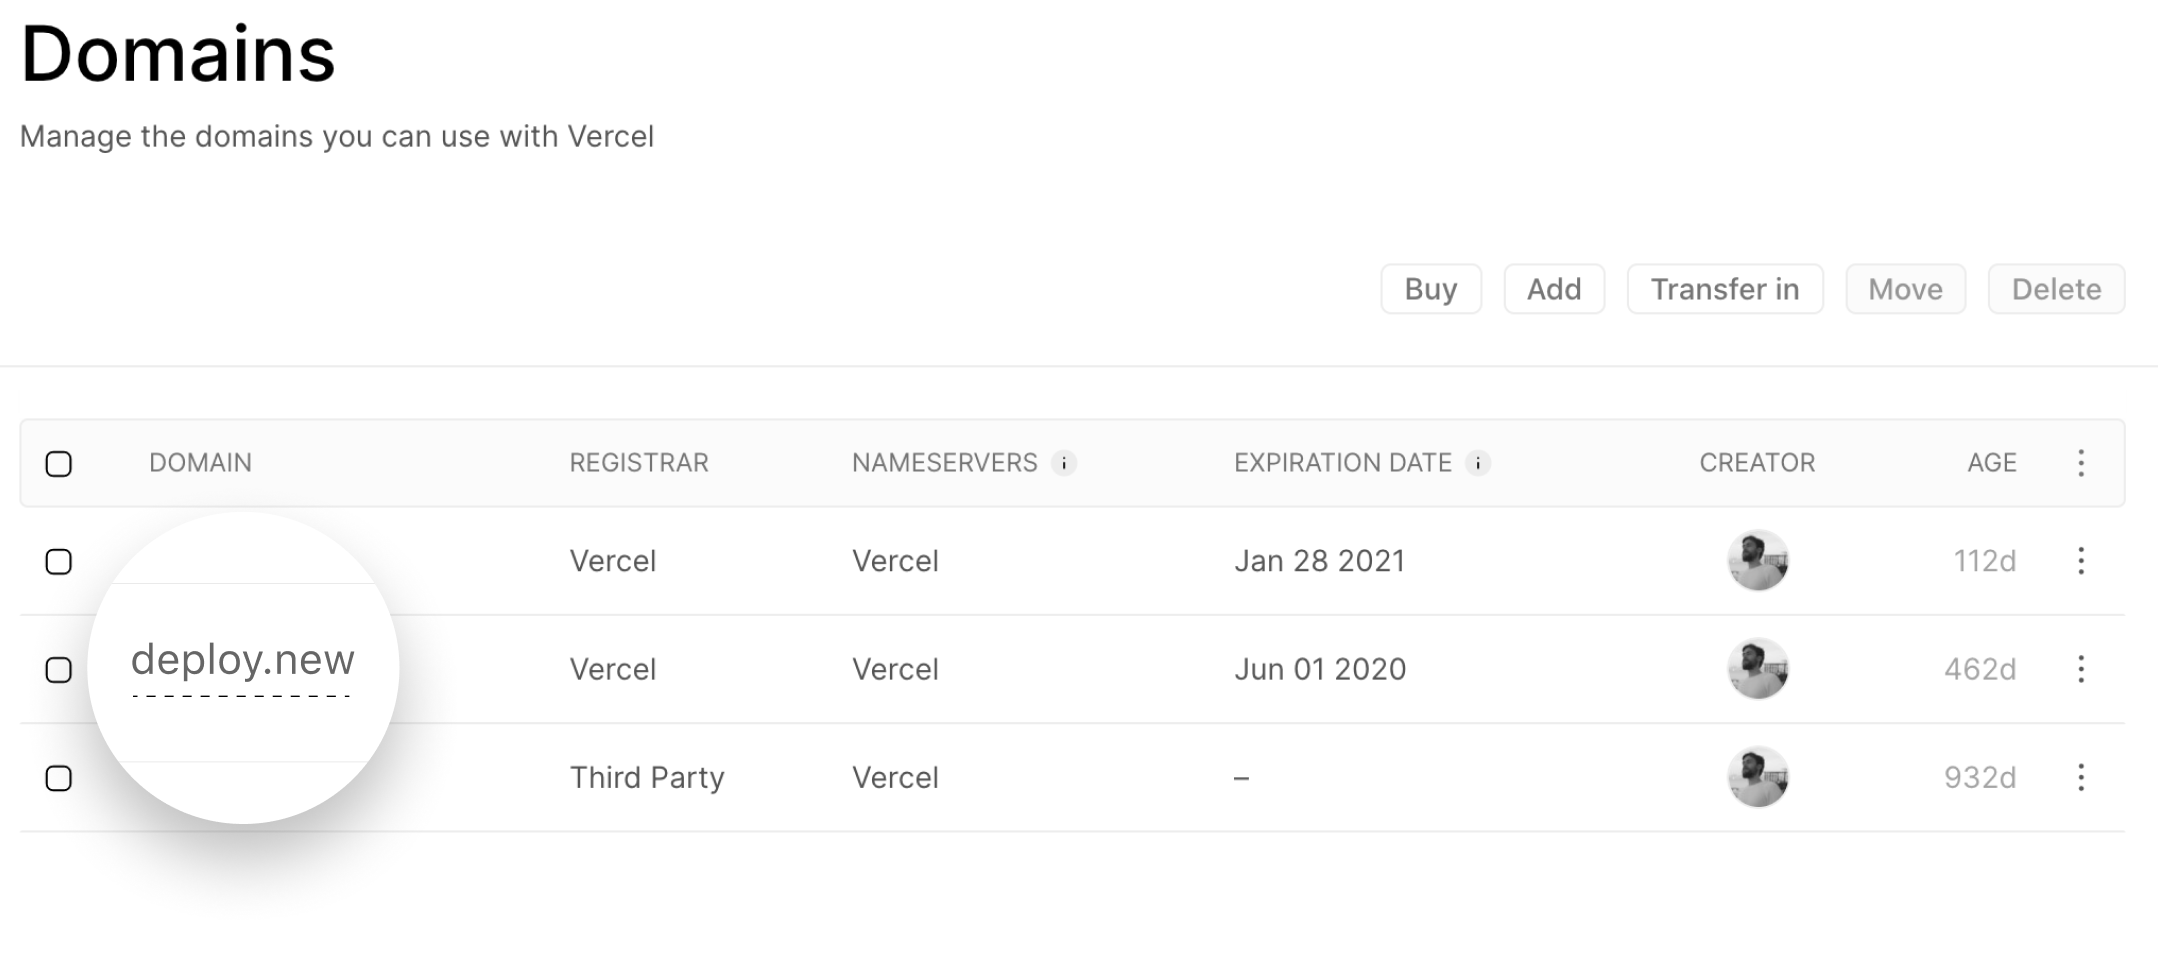 Domains
Manage the domains you can use with Vercel
Buy Add Transfer in Move Delete
DOMAIN REGISTRAR NAMESERVERS i EXPIRATION DATE i CREATOR AGE
Vercel Vercel Jan 28 2021 112d
deploy.new Vercel Vercel Jun 01 2020 462d
Third Party Vercel – 932d